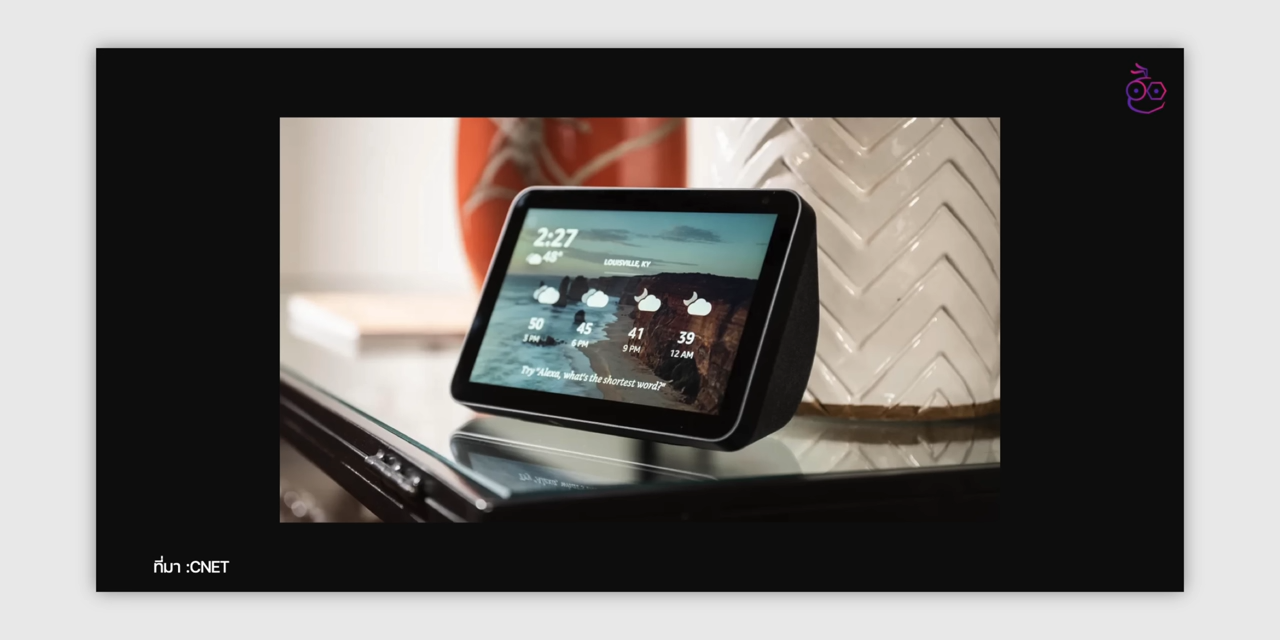 2:27
48°
LOUISVILLE, KY
50 45 41 39
3 PM 6 PM 9 PM 12 AM
Try "Alexa, what's the shortest word?"
ที่มา :CNET